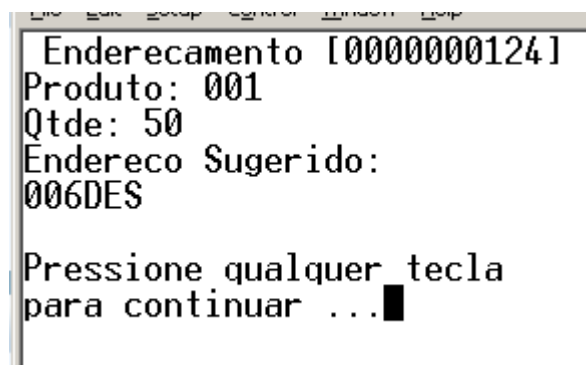 Enderecamento [0000000124]
Produto: 001
Qtde: 50
Endereco Sugerido:
006DES
Pressione qualquer tecla
para continuar ...